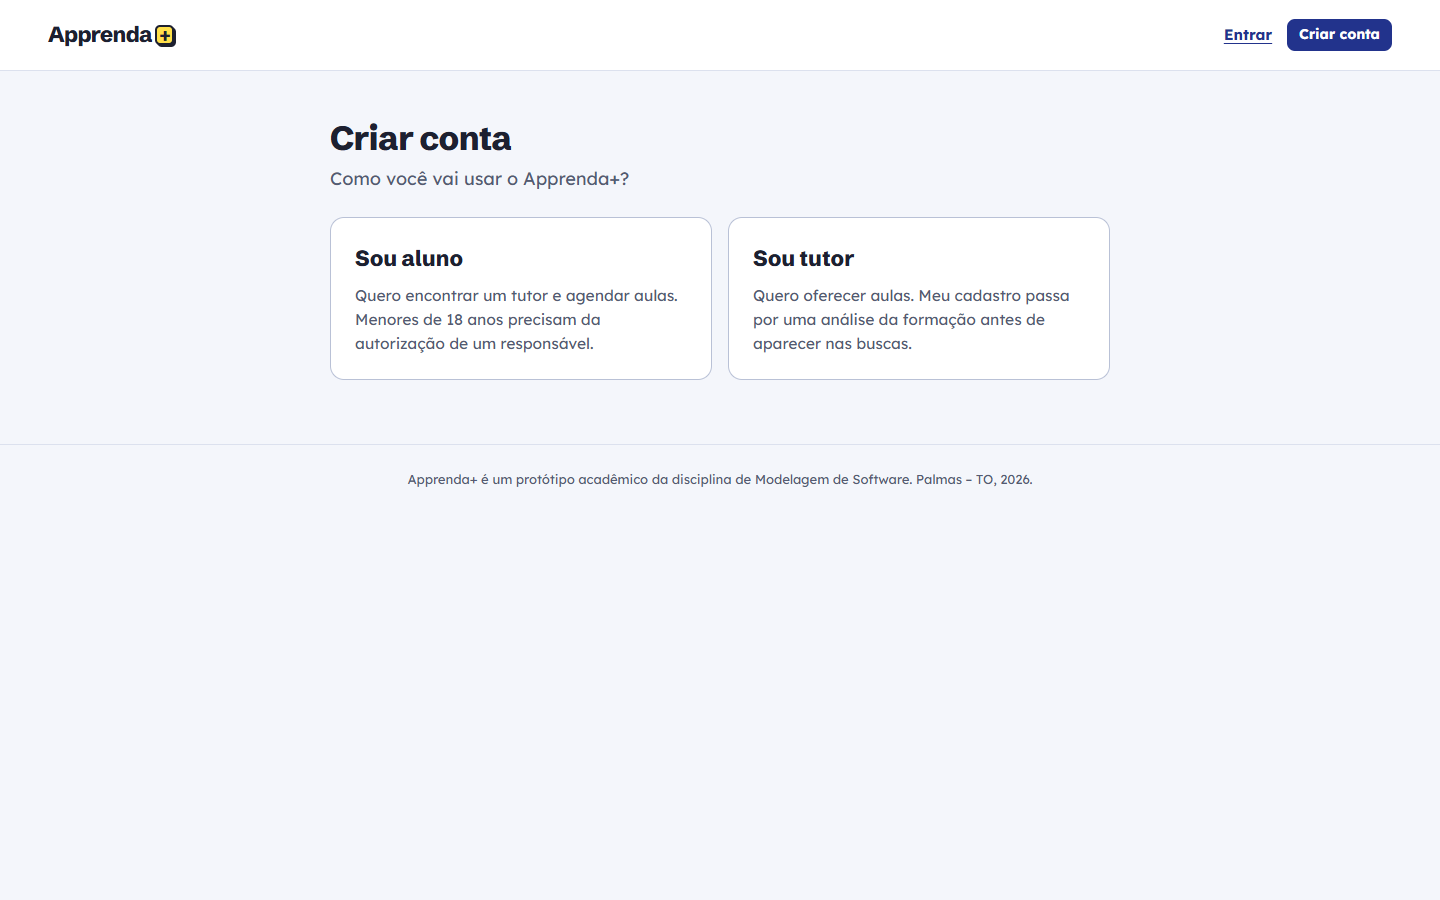 Apprenda+
Entrar
Criar conta
Criar conta
Como você vai usar o Apprenda+?
Sou aluno
Quero encontrar um tutor e agendar aulas.
Menores de 18 anos precisam da
autorização de um responsável.
Sou tutor
Quero oferecer aulas. Meu cadastro passa
por uma análise da formação antes de
aparecer nas buscas.
Apprenda+ é um protótipo acadêmico da disciplina de Modelagem de Software. Palmas – TO, 2026.